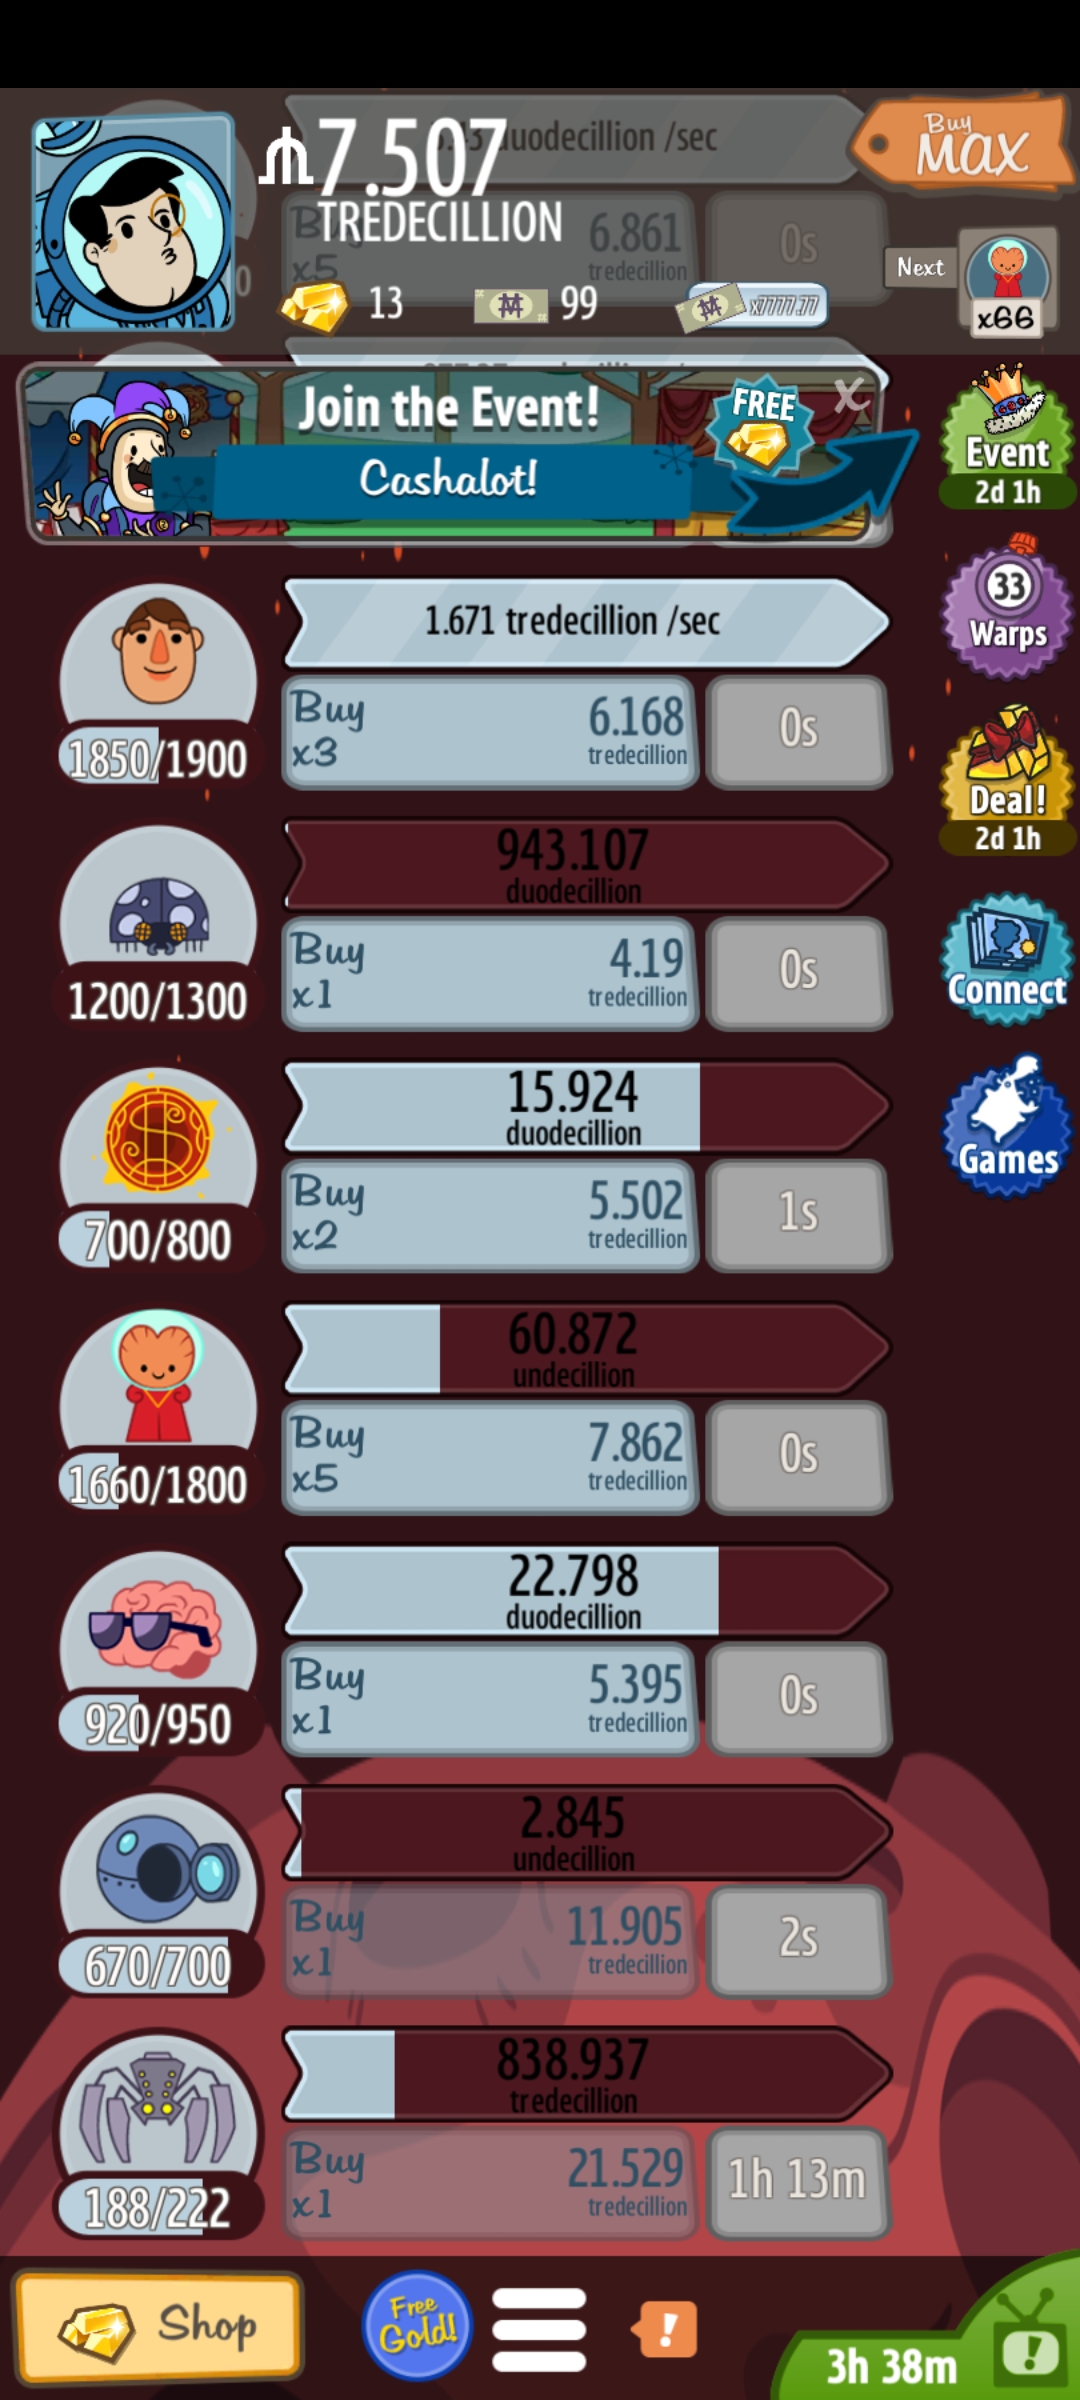 duodecillion /sec
7.507
TREDECILLION
Buy
MAX
x5
6.861
tredecillion
0s
Next
x66
13
99
x7777.77
Join the Event!
Cashalot!
FREE
X
Event
2d 1h
1.671 tredecillion /sec
Buy
x3
6.168
tredecillion
0s
1850/1900
33
Warps
Deal!
2d 1h
943.107
duodecillion
Buy
x1
4.19
tredecillion
0s
1200/1300
Connect
15.924
duodecillion
Buy
x2
5.502
tredecillion
1s
700/800
Games
60.872
undecillion
Buy
x5
7.862
tredecillion
0s
1660/1800
22.798
duodecillion
Buy
x1
5.395
tredecillion
0s
920/950
2.845
undecillion
Buy
x1
11.905
tredecillion
2s
670/700
838.937
tredecillion
Buy
x1
21.529
tredecillion
1h 13m
188/222
Shop
Free
Gold!
!
3h 38m
!